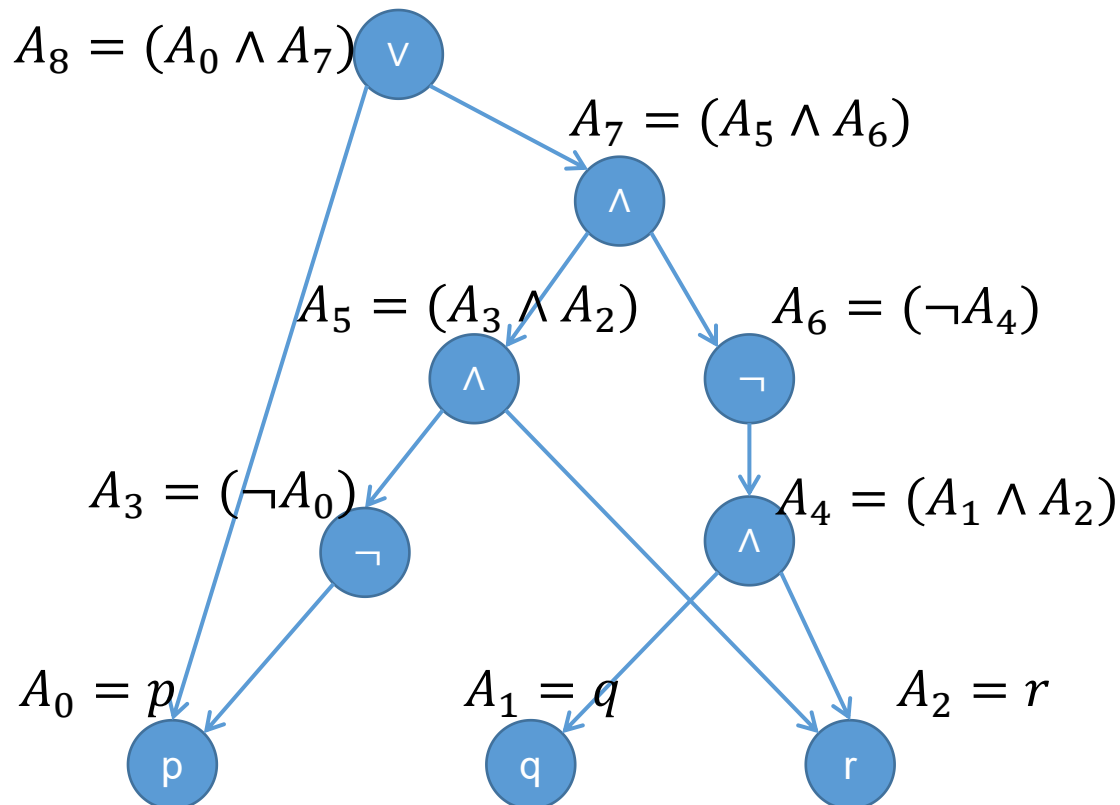 A₈ = (A₀ ∧ A₇)
∨
A₇ = (A₅ ∧ A₆)
∧
A₅ = (A₃ ∧ A₂)
A₆ = (¬A₄)
∧
¬
A₃ = (¬A₀)
A₄ = (A₁ ∧ A₂)
¬
∧
A₀ = p
A₁ = q
A₂ = r
p
q
r